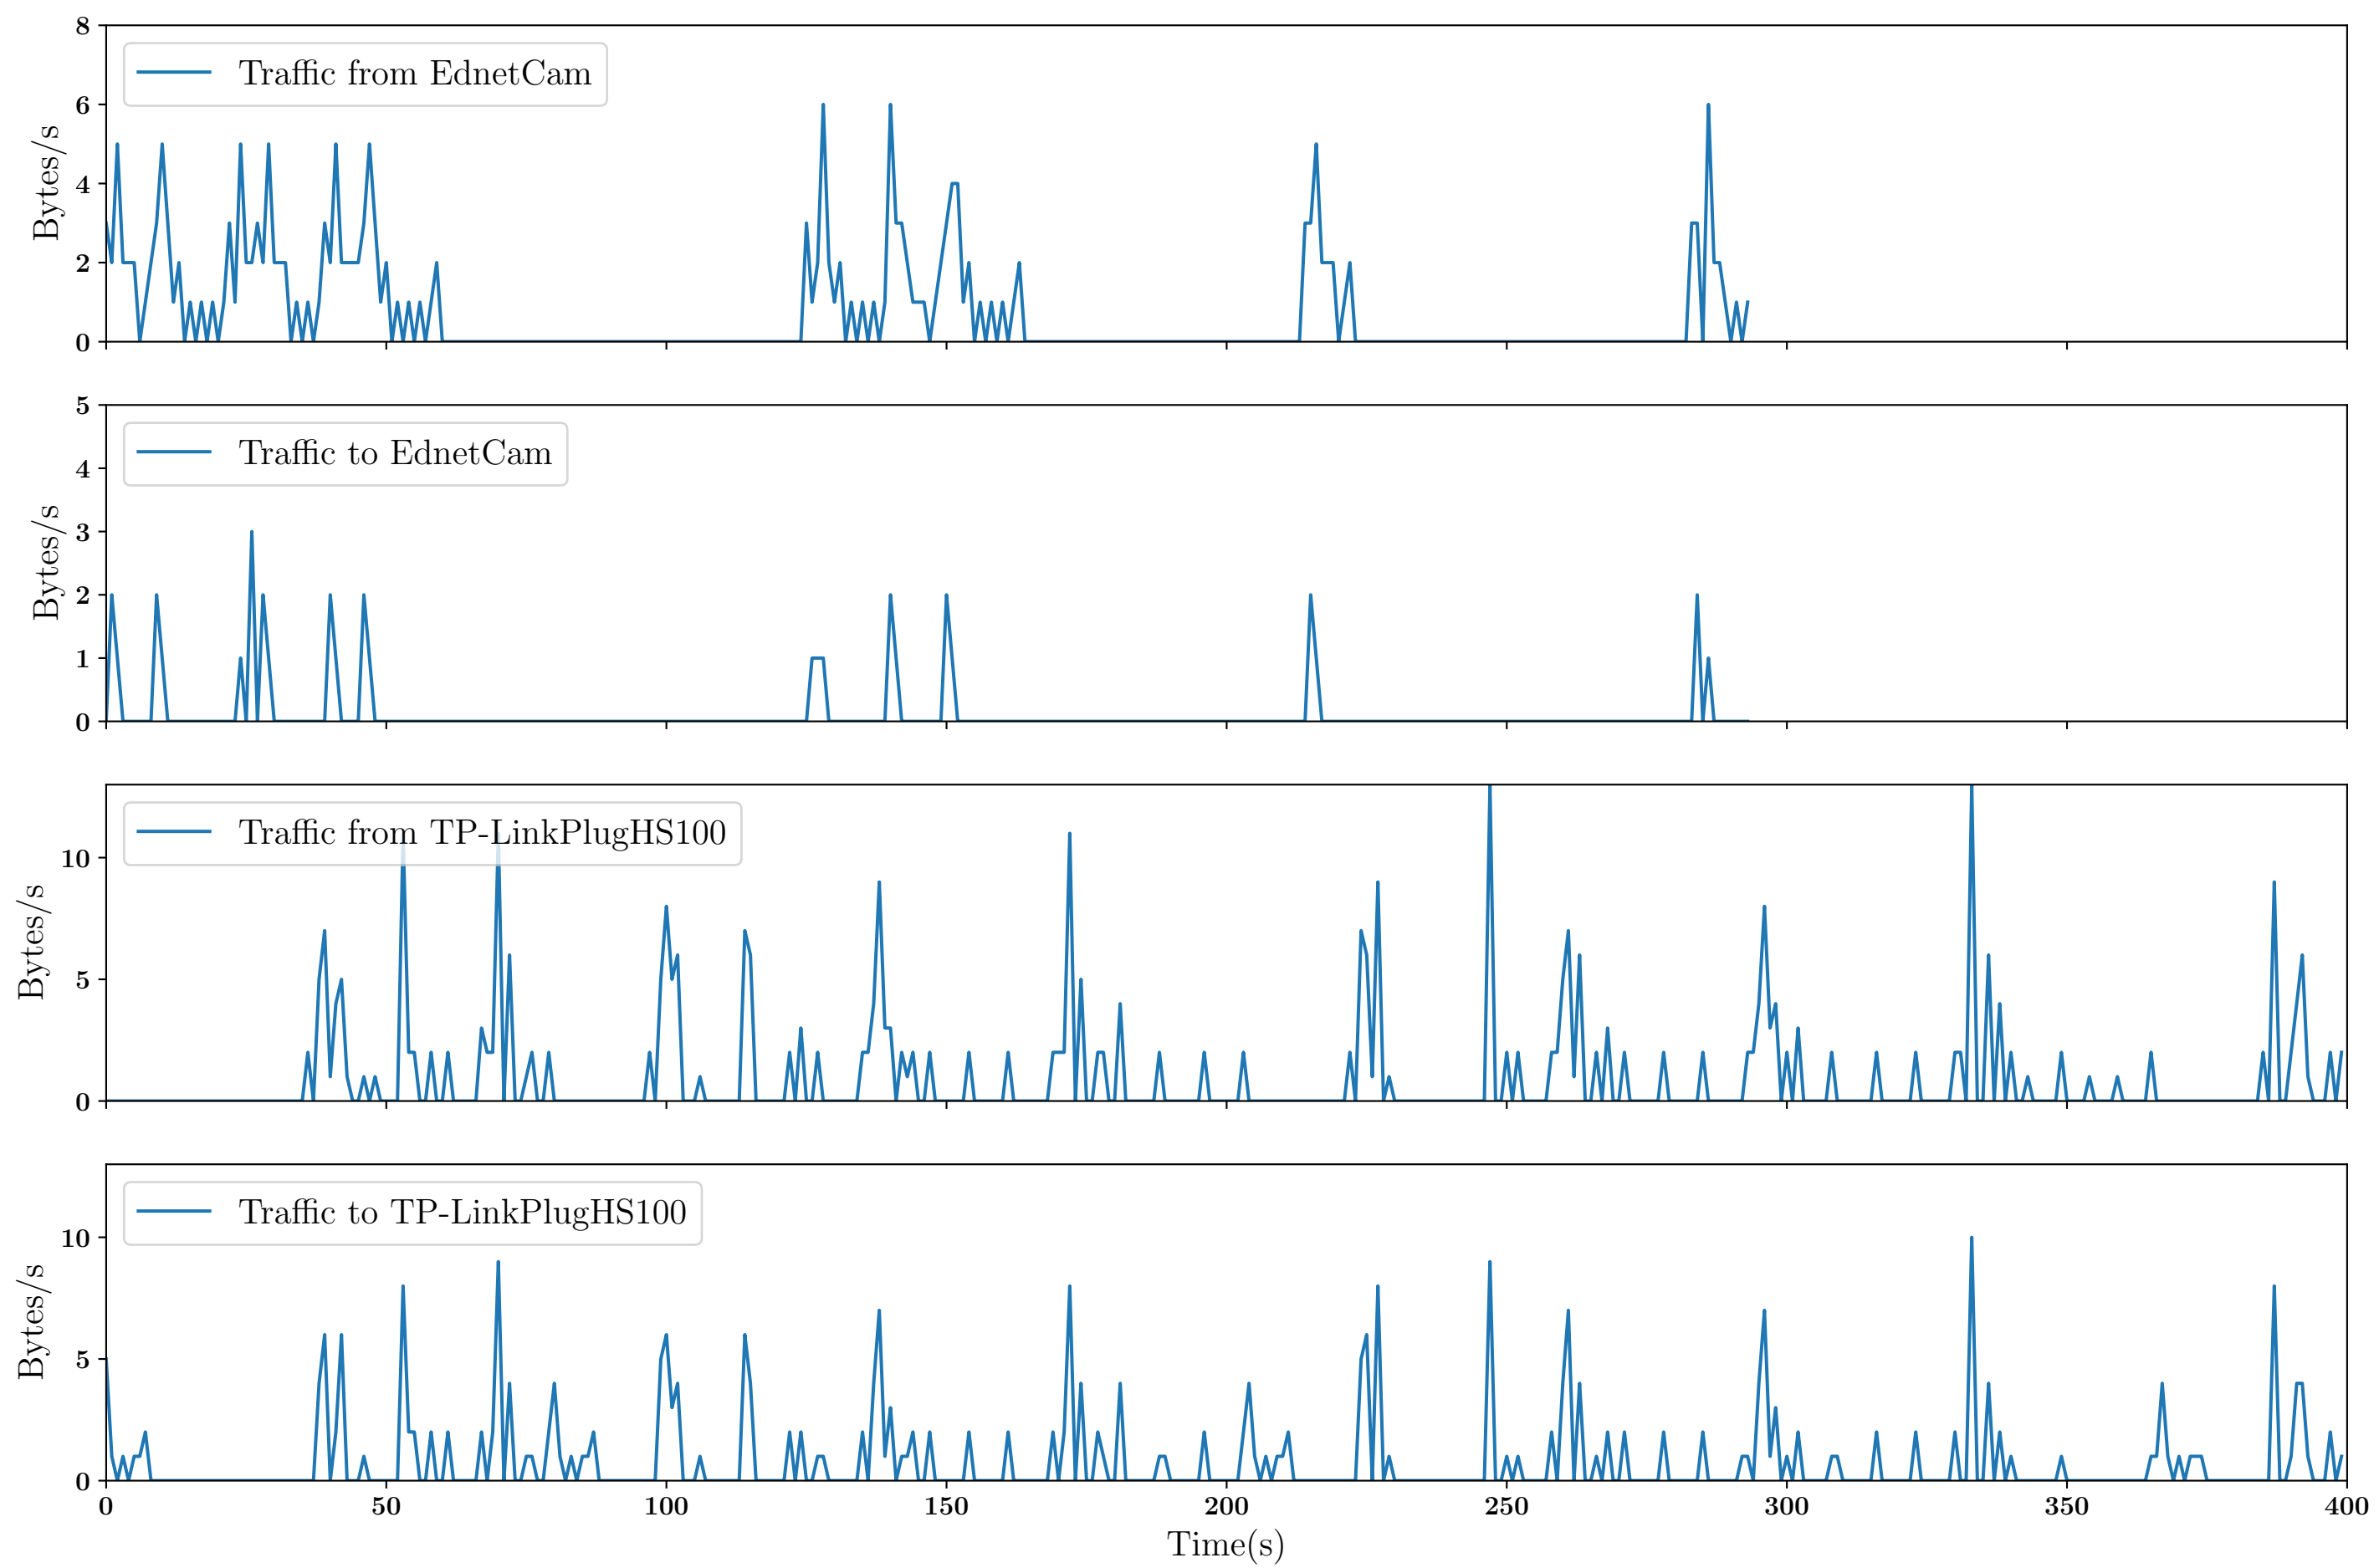 8
Traffic from EdnetCam
6
Bytes/s
4
2
0
5
Traffic to EdnetCam
4
Bytes/s
3
2
1
0
Traffic from TP-LinkPlugHS100
10
Bytes/s
5
0
Traffic to TP-LinkPlugHS100
10
Bytes/s
5
0
0 50 100 150 200 250 300 350 400
Time(s)